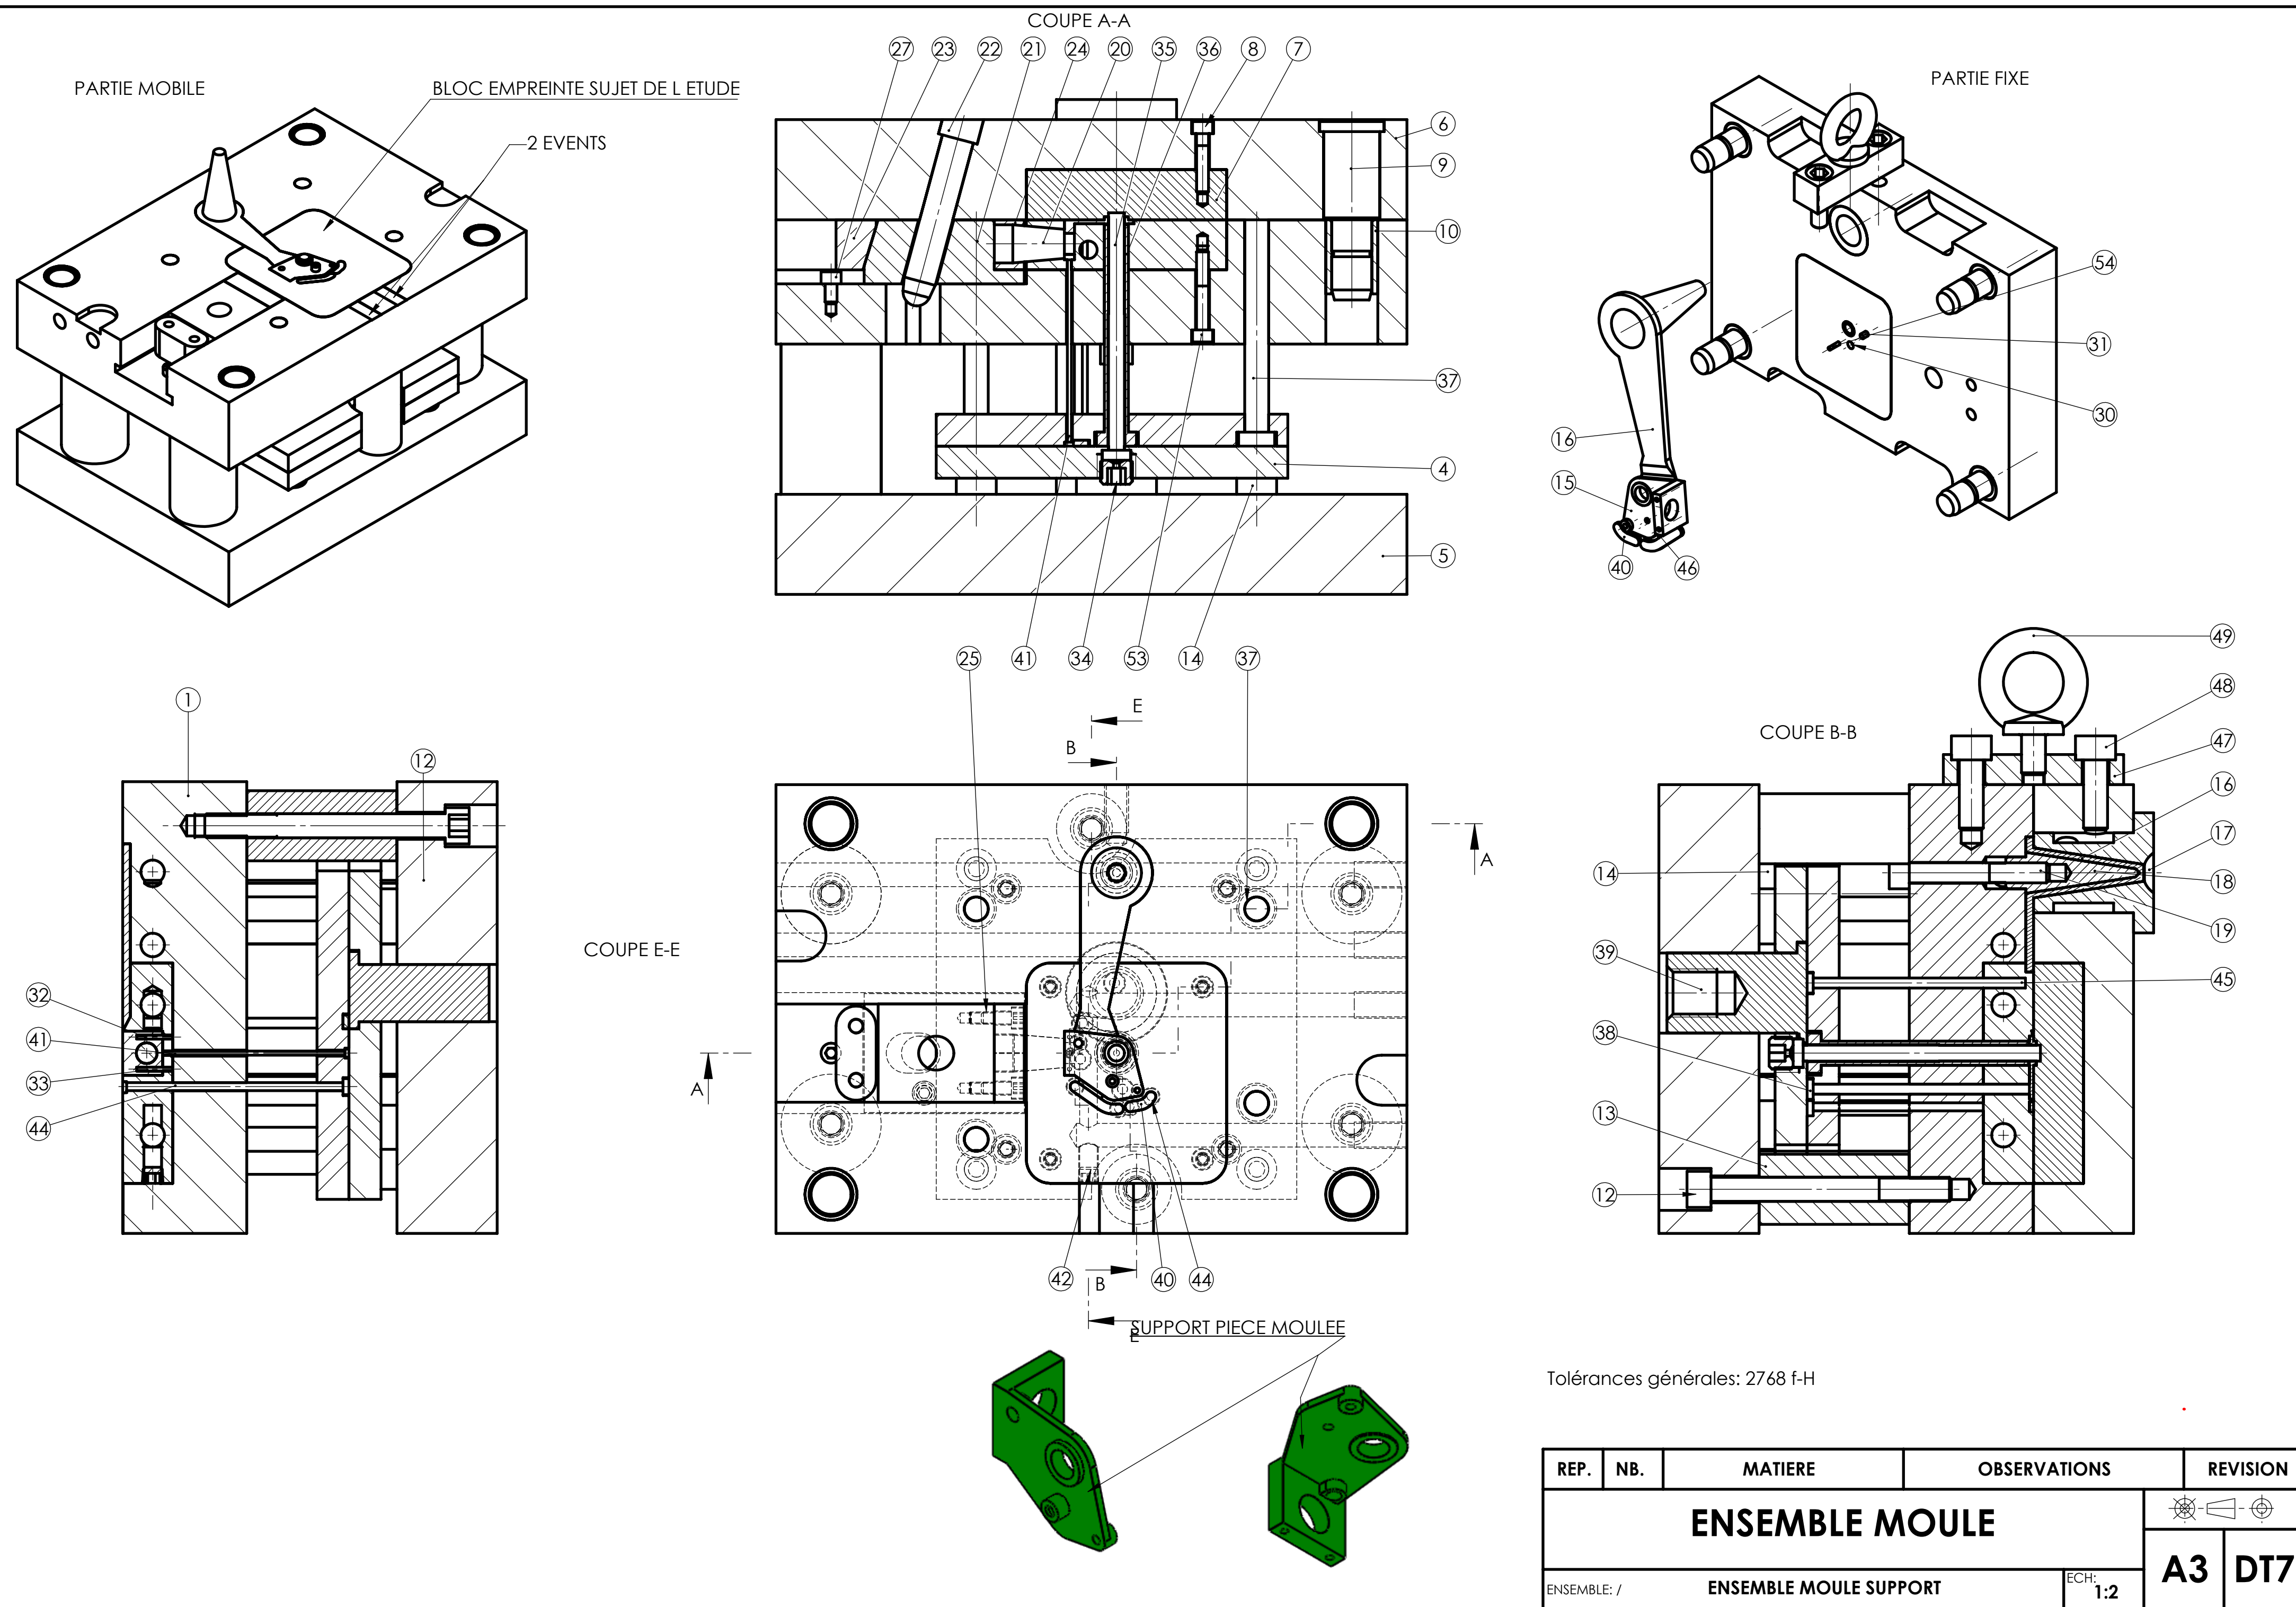 COUPE A-A
27 23 22 21 24 20 35 36 8 7
PARTIE MOBILE
BLOC EMPREINTE SUJET DE L ETUDE
PARTIE FIXE
2 EVENTS
6
9
10
37
4
5
54
31
30
16
15
40 46
25 41 34 53 14 37
1
12
32
41
33
44
COUPE E-E
E
B
A
A
42 B 40 44
E
COUPE B-B
49
48
47
16
17
18
19
45
14
39
38
13
12
SUPPORT PIECE MOULEE
Tolérances générales: 2768 f-H
REP. NB. MATIERE OBSERVATIONS REVISION
ENSEMBLE MOULE
A3 DT7
ENSEMBLE: / ENSEMBLE MOULE SUPPORT ECH: 1:2